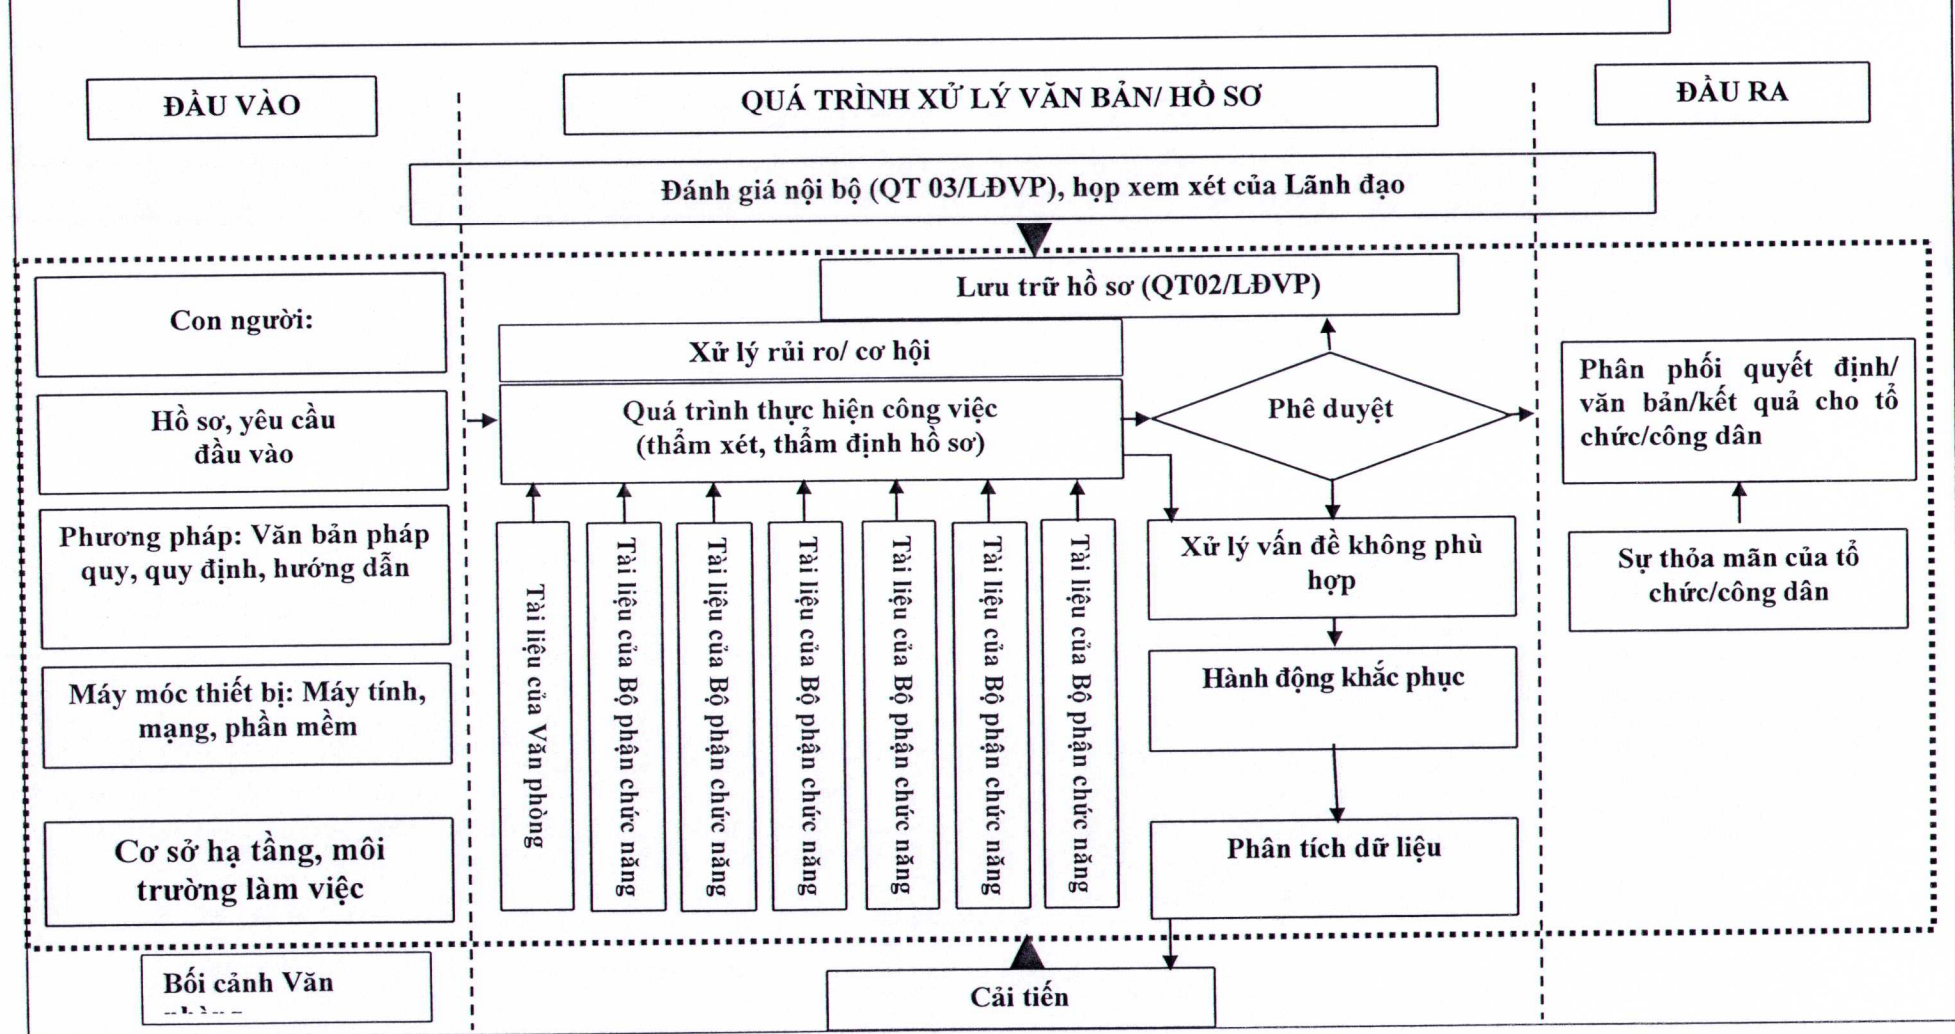 ĐẦU VÀO
QUÁ TRÌNH XỬ LÝ VĂN BẢN/ HỒ SƠ
ĐẦU RA
Đánh giá nội bộ (QT 03/LĐVP), họp xem xét của Lãnh đạo
Lưu trữ hồ sơ (QT02/LĐVP)
Con người:
Hồ sơ, yêu cầu
đầu vào
Phương pháp: Văn bản pháp
quy, quy định, hướng dẫn
Máy móc thiết bị: Máy tính,
mạng, phần mềm
Cơ sở hạ tầng, môi
trường làm việc
Xử lý rủi ro/ cơ hội
Quá trình thực hiện công việc
(thẩm xét, thẩm định hồ sơ)
Phê duyệt
Tài liệu của Văn phòng
Tài liệu của Bộ phận chức năng
Tài liệu của Bộ phận chức năng
Tài liệu của Bộ phận chức năng
Tài liệu của Bộ phận chức năng
Tài liệu của Bộ phận chức năng
Tài liệu của Bộ phận chức năng
Xử lý vấn đề không phù
hợp
Hành động khắc phục
Phân tích dữ liệu
Phân phối quyết định/
văn bản/kết quả cho tổ
chức/công dân
Sự thỏa mãn của tổ
chức/công dân
Bối cảnh Văn
Cải tiến